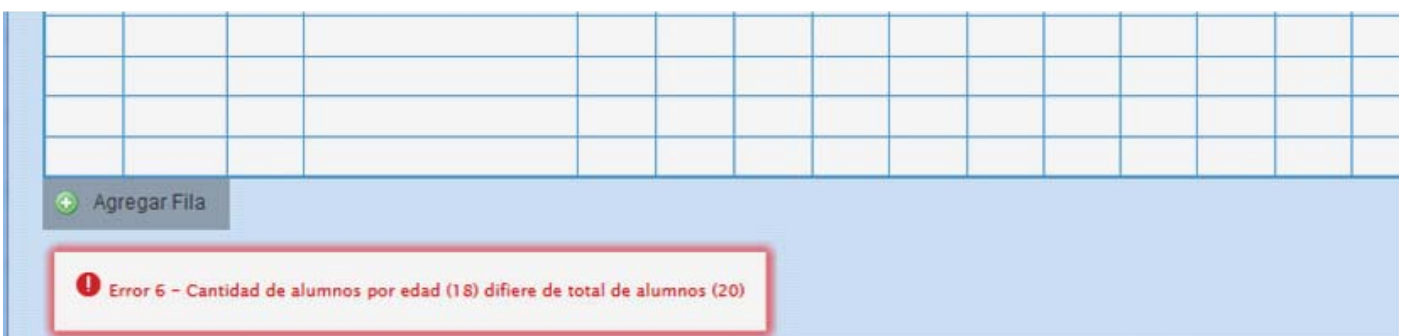 Agregar Fila
Error 6 – Cantidad de alumnos por edad (18) difiere de total de alumnos (20)